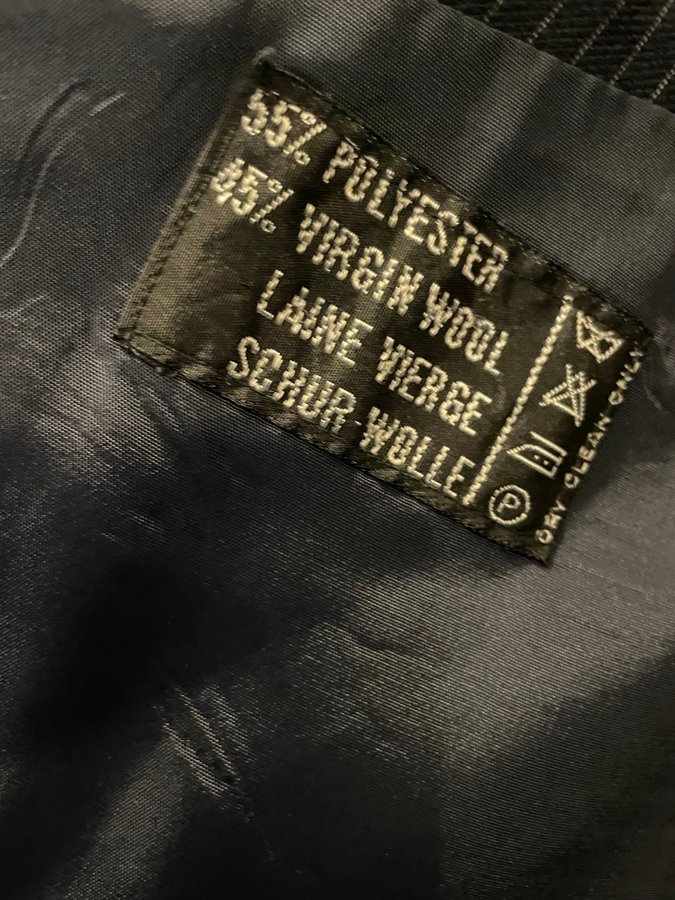 55% POLYESTER
45% VIRGIN WOOL
LAINE VIERGE
SCHUR-WOLLE
P
DRY CLEAN ONLY